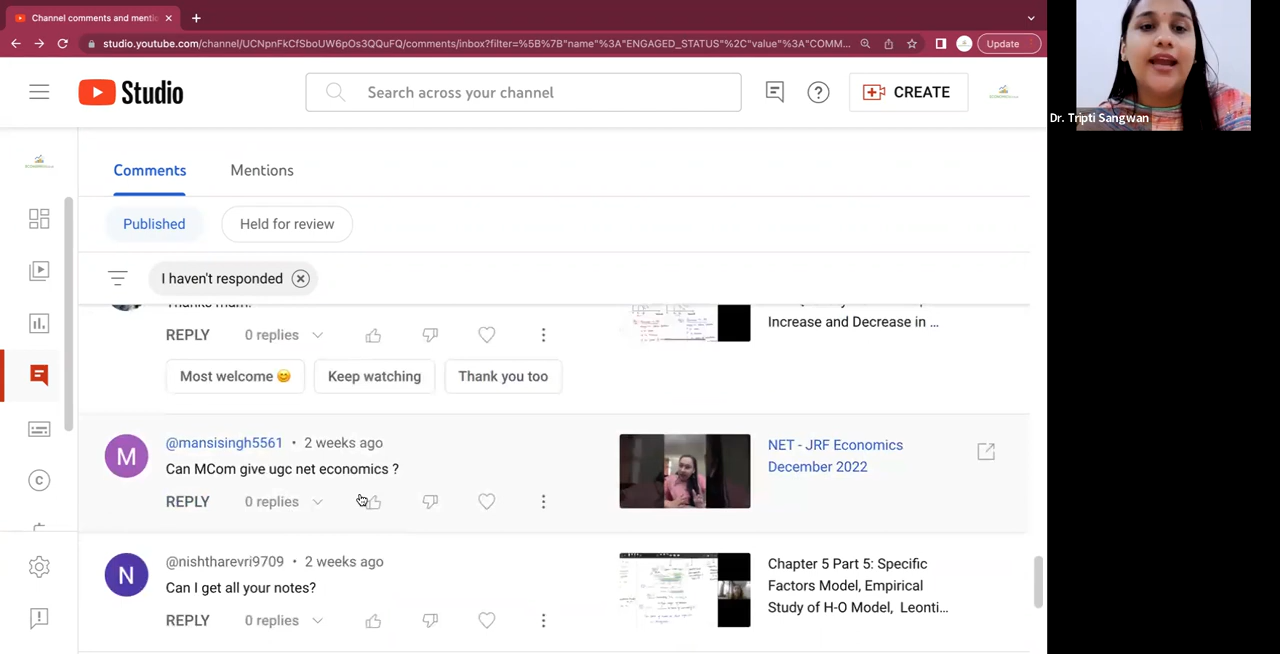 Channel comments and mentio
studio.youtube.com/channel/UCNpnFkCfSboUW6pOs3QQuFQ/comments/inbox?filter=%5B%7B"name"%3A"ENGAGED_STATUS"%2C"value"%3A"COMM...
Update
Studio
Search across your channel
CREATE
Dr. Tripti Sangwan
Comments
Mentions
Published
Held for review
I haven't responded
Increase and Decrease in ...
REPLY
0 replies
Most welcome 😊
Keep watching
Thank you too
@mansisingh5561 • 2 weeks ago
Can MCom give ugc net economics ?
REPLY
0 replies
NET - JRF Economics
December 2022
@nishtharevri9709 • 2 weeks ago
Can I get all your notes?
REPLY
0 replies
Chapter 5 Part 5: Specific
Factors Model, Empirical
Study of H-O Model, Leonti...